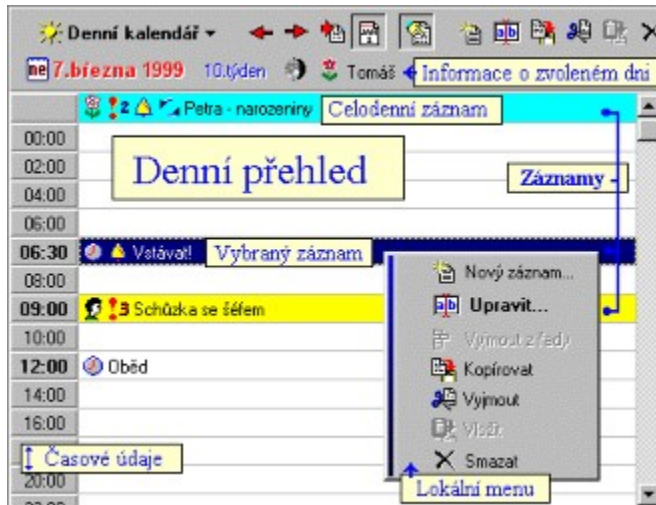 Denní kalendář
ne 7.března 1999 10.týden Tomáš Informace o zvoleném dni
2 Petra - narozeniny Celodenní záznam
00:00
Denní přehled
02:00
Záznamy
04:00
06:00
06:30 Vstávat! Vybraný záznam
Nový záznam...
08:00
Upravit...
09:00 3 Schůzka se šéfem
10:00
Vyjmout z řady
12:00 Oběd
Kopírovat
14:00
Vyjmout
16:00
Vložit
Časové údaje
Smazat
20:00
Lokální menu